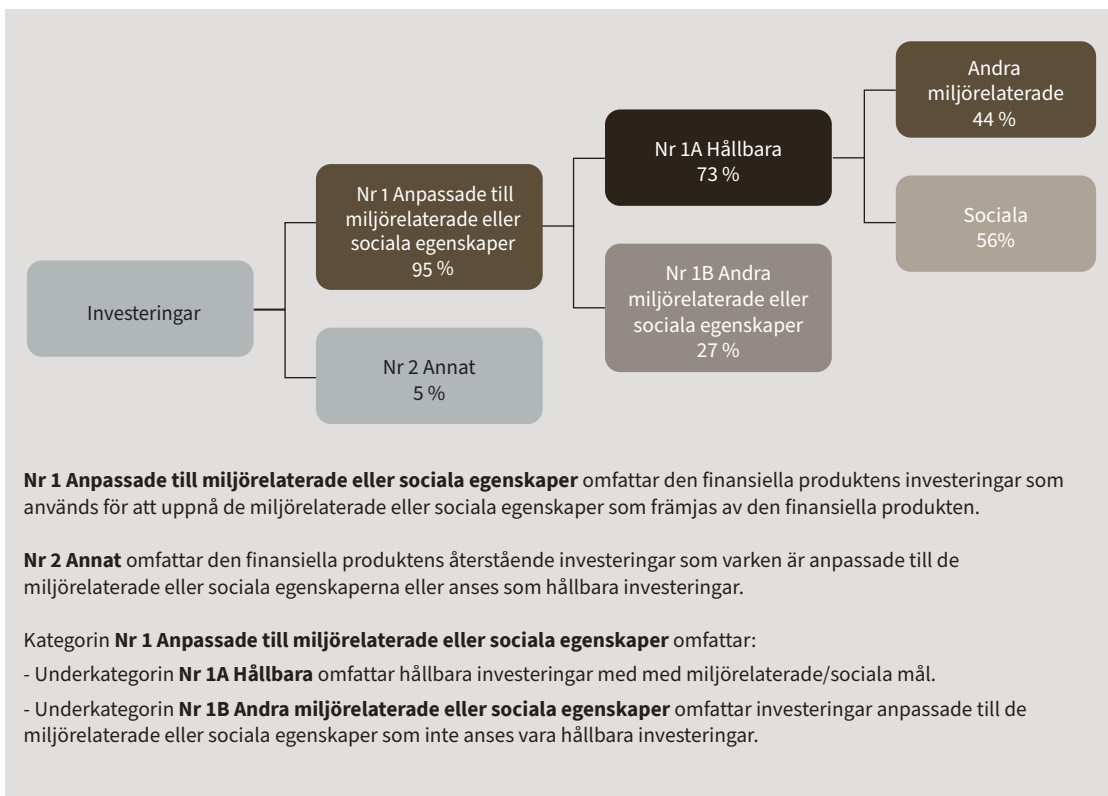 Andra
miljörelaterade
44 %
Nr 1A Hållbara
73 %
Nr 1 Anpassade till
miljörelaterade eller
sociala egenskaper
95 %
Sociala
56%
Nr 1B Andra
miljörelaterade eller
sociala egenskaper
27 %
Investeringar
Nr 2 Annat
5 %
Nr 1 Anpassade till miljörelaterade eller sociala egenskaper omfattar den finansiella produktens investeringar som
används för att uppnå de miljörelaterade eller sociala egenskaper som främjas av den finansiella produkten.
Nr 2 Annat omfattar den finansiella produktens återstående investeringar som varken är anpassade till de
miljörelaterade eller sociala egenskaperna eller anses som hållbara investeringar.
Kategorin Nr 1 Anpassade till miljörelaterade eller sociala egenskaper omfattar:
- Underkategorin Nr 1A Hållbara omfattar hållbara investeringar med med miljörelaterade/sociala mål.
- Underkategorin Nr 1B Andra miljörelaterade eller sociala egenskaper omfattar investeringar anpassade till de
miljörelaterade eller sociala egenskaper som inte anses vara hållbara investeringar.